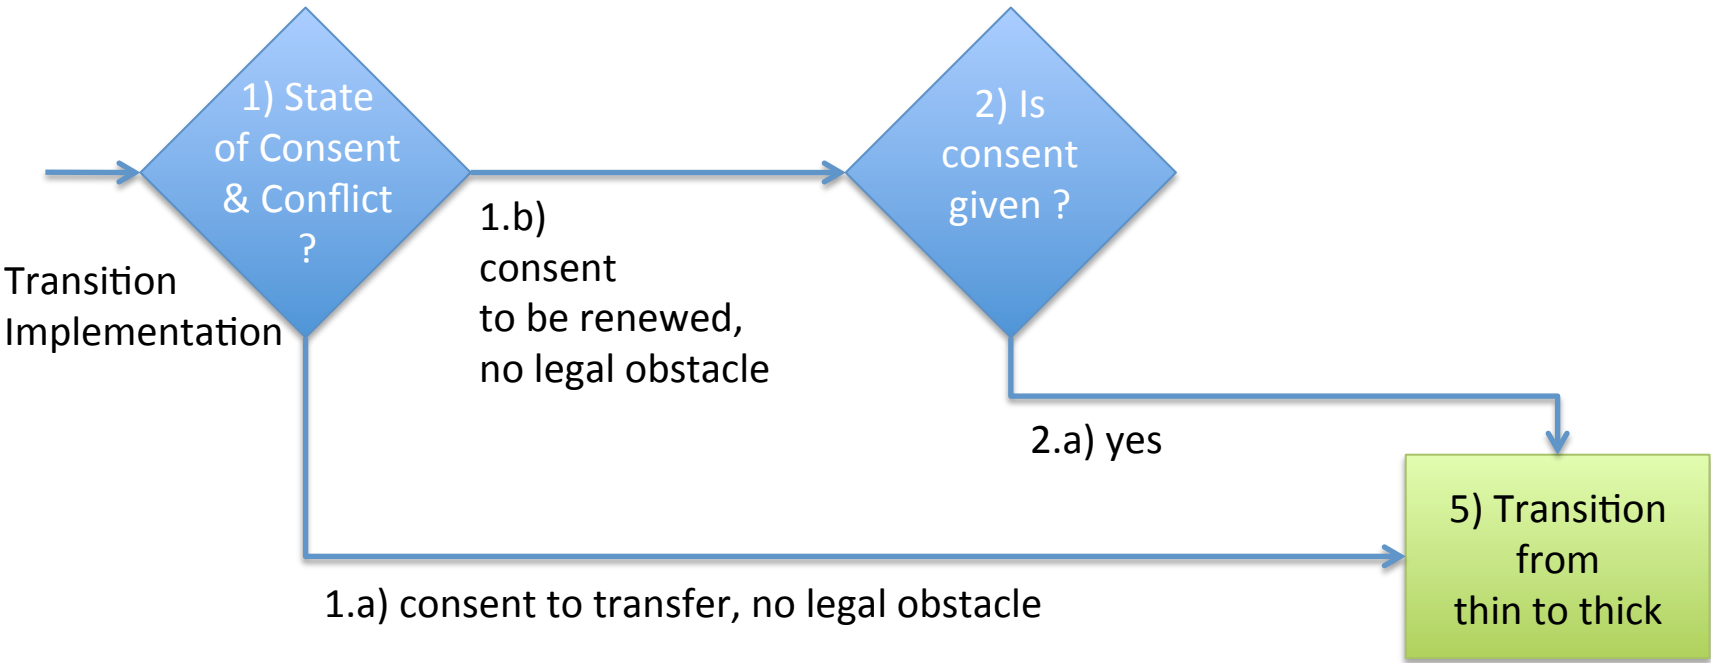 1) State
of Consent
& Conflict
?
2) Is
consent
given ?
1.b)
consent
to be renewed,
no legal obstacle
Transition
Implementation
2.a) yes
5) Transition
from
thin to thick
1.a) consent to transfer, no legal obstacle